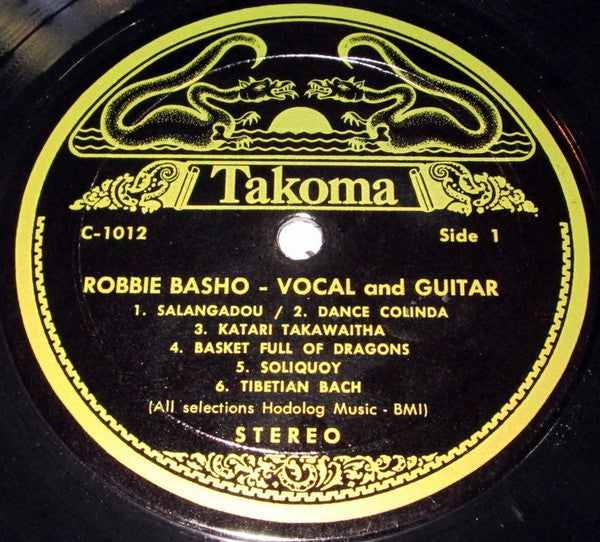 Takoma
C-1012 Side 1
ROBBIE BASHO - VOCAL and GUITAR
1. SALANGADOU / 2. DANCE COLINDA
3. KATARI TAKAWAITHA
4. BASKET FULL OF DRAGONS
5. SOLIQUOY
6. TIBETIAN BACH
(All selections Hodolog Music - BMI)
STEREO